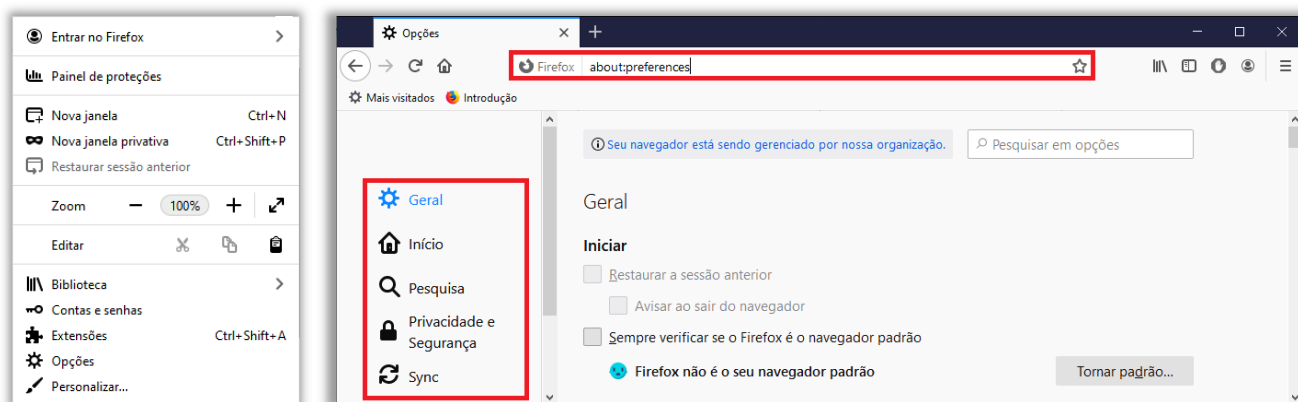 Entrar no Firefox
Painel de proteções
Nova janela Ctrl+N
Nova janela privativa Ctrl+Shift+P
Restaurar sessão anterior
Zoom 100%
Editar
Biblioteca
Contas e senhas
Extensões Ctrl+Shift+A
Opções
Personalizar...
Opções
Firefox about:preferences
Mais visitados Introdução
Seu navegador está sendo gerenciado por nossa organização. Pesquisar em opções
Geral
Início
Pesquisa
Privacidade e
Segurança
Sync
Geral
Iniciar
Restaurar a sessão anterior
Avisar ao sair do navegador
Sempre verificar se o Firefox é o navegador padrão
Firefox não é o seu navegador padrão Tornar padrão...